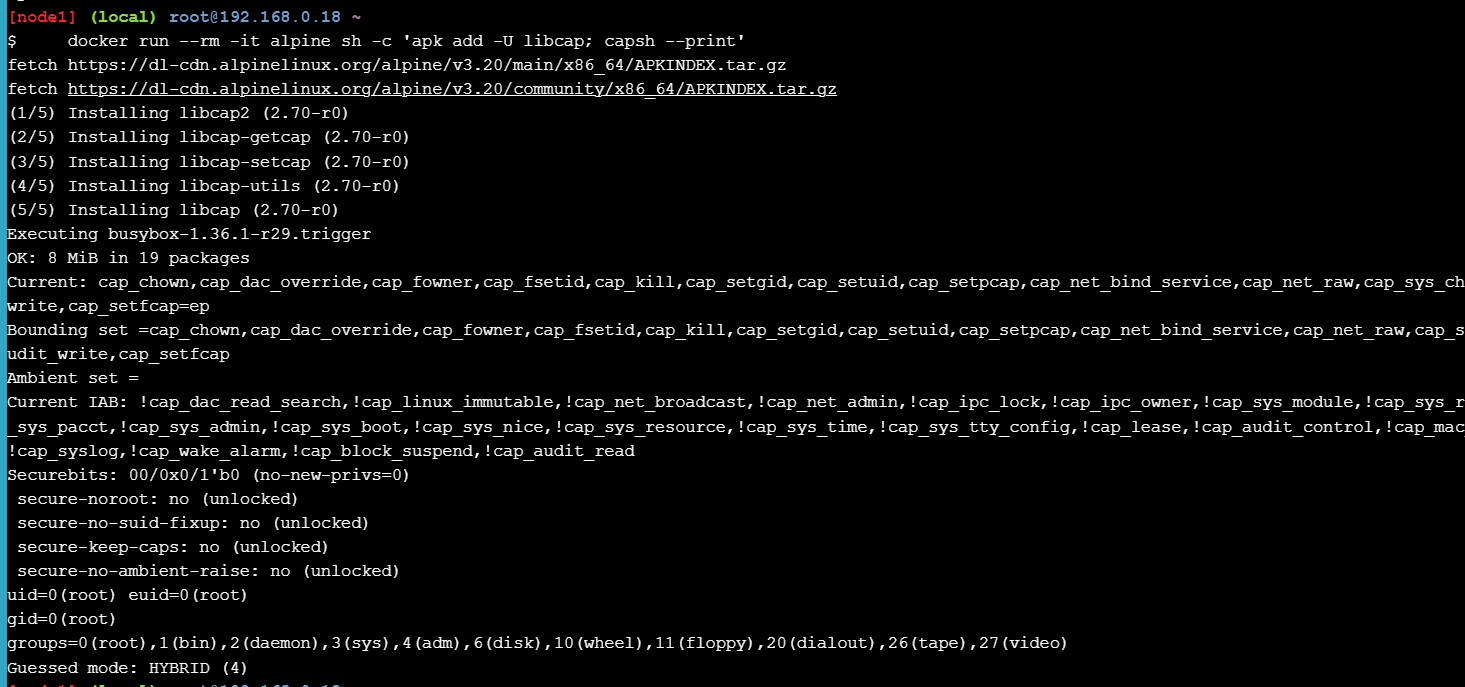 [node1] (local) root@192.168.0.18 ~
$     docker run --rm -it alpine sh -c 'apk add -U libcap; capsh --print'
fetch https://dl-cdn.alpinelinux.org/alpine/v3.20/main/x86_64/APKINDEX.tar.gz
fetch https://dl-cdn.alpinelinux.org/alpine/v3.20/community/x86_64/APKINDEX.tar.gz
(1/5) Installing libcap2 (2.70-r0)
(2/5) Installing libcap-getcap (2.70-r0)
(3/5) Installing libcap-setcap (2.70-r0)
(4/5) Installing libcap-utils (2.70-r0)
(5/5) Installing libcap (2.70-r0)
Executing busybox-1.36.1-r29.trigger
OK: 8 MiB in 19 packages
Current: cap_chown,cap_dac_override,cap_fowner,cap_fsetid,cap_kill,cap_setgid,cap_setuid,cap_setpcap,cap_net_bind_service,cap_net_raw,cap_sys_ch
write,cap_setfcap=ep
Bounding set =cap_chown,cap_dac_override,cap_fowner,cap_fsetid,cap_kill,cap_setgid,cap_setuid,cap_setpcap,cap_net_bind_service,cap_net_raw,cap_s
udit_write,cap_setfcap
Ambient set =
Current IAB: !cap_dac_read_search,!cap_linux_immutable,!cap_net_broadcast,!cap_net_admin,!cap_ipc_lock,!cap_ipc_owner,!cap_sys_module,!cap_sys_r
_sys_pacct,!cap_sys_admin,!cap_sys_boot,!cap_sys_nice,!cap_sys_resource,!cap_sys_time,!cap_sys_tty_config,!cap_lease,!cap_audit_control,!cap_mac_
!cap_syslog,!cap_wake_alarm,!cap_block_suspend,!cap_audit_read
Securebits: 00/0x0/1'b0 (no-new-privs=0)
 secure-noroot: no (unlocked)
 secure-no-suid-fixup: no (unlocked)
 secure-keep-caps: no (unlocked)
 secure-no-ambient-raise: no (unlocked)
uid=0(root) euid=0(root)
gid=0(root)
groups=0(root),1(bin),2(daemon),3(sys),4(adm),6(disk),10(wheel),11(floppy),20(dialout),26(tape),27(video)
Guessed mode: HYBRID (4)